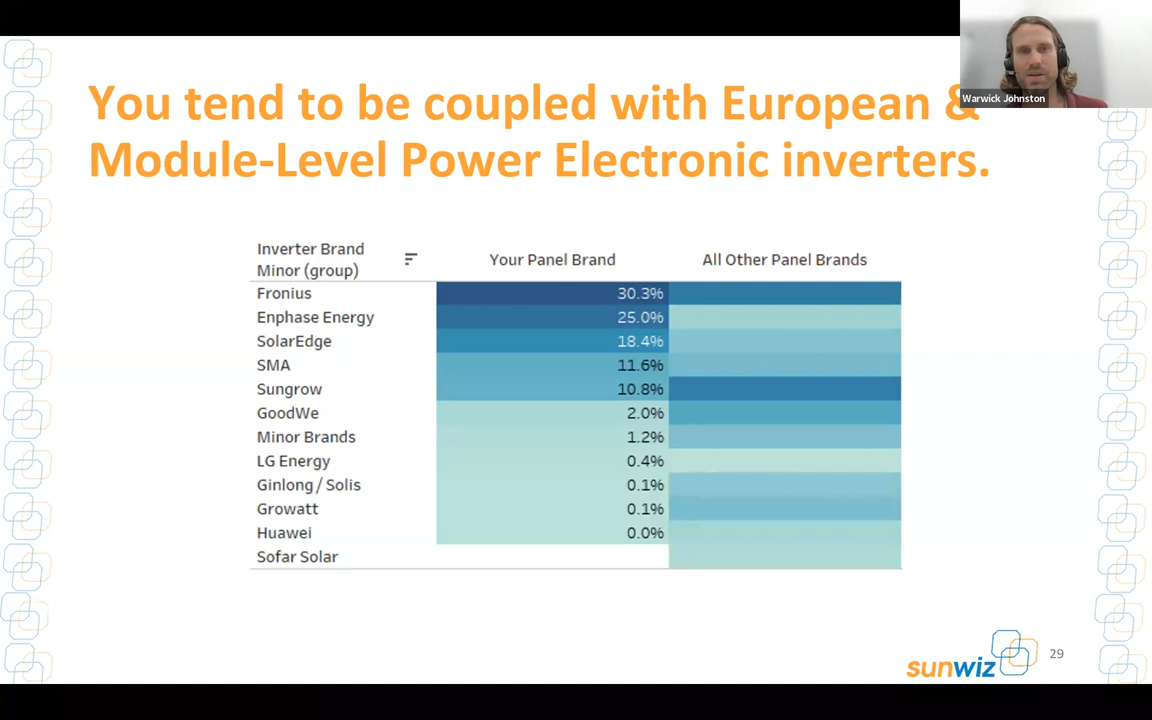 You tend to be coupled with European &
Module-Level Power Electronic inverters.
Warwick Johnston
Inverter Brand
Minor (group)
Your Panel Brand
All Other Panel Brands
Fronius 30.3%
Enphase Energy 25.0%
SolarEdge 18.4%
SMA 11.6%
Sungrow 10.8%
GoodWe 2.0%
Minor Brands 1.2%
LG Energy 0.4%
Ginlong / Solis 0.1%
Growatt 0.1%
Huawei 0.0%
Sofar Solar
sunwiz
29